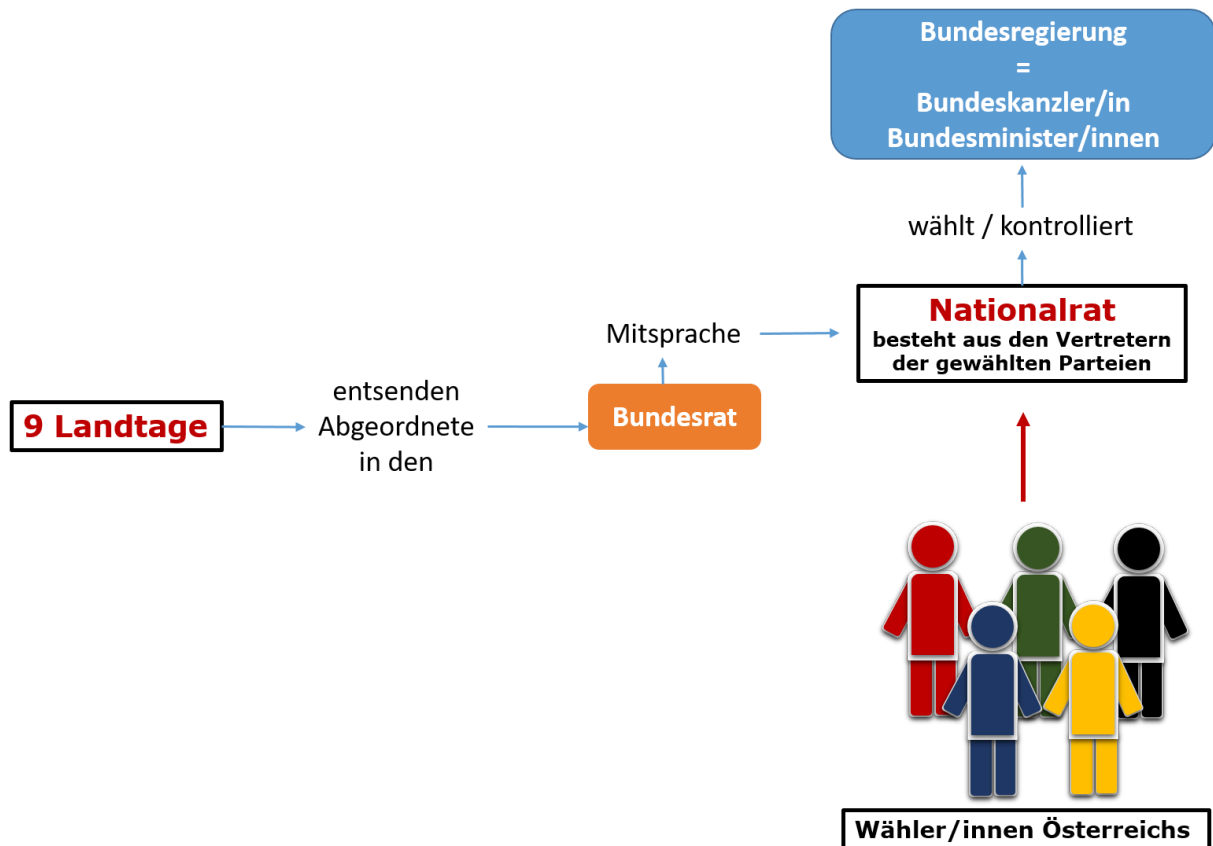 Bundesregierung
=
Bundeskanzler/in
Bundesminister/innen
wählt / kontrolliert
Nationalrat
besteht aus den Vertretern
der gewählten Parteien
Mitsprache
Bundesrat
entsenden
Abgeordnete
in den
9 Landtage
Wähler/innen Österreichs